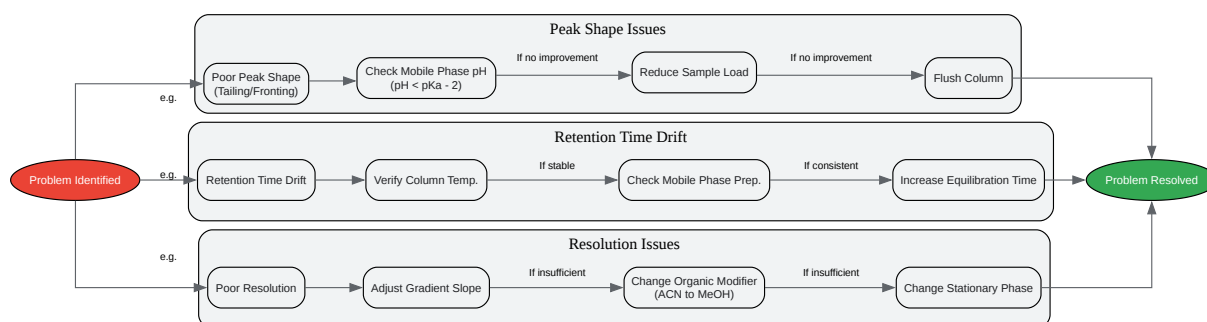 Peak Shape Issues
Poor Peak Shape
(Tailing/Fronting)
Check Mobile Phase pH
(pH < pKa - 2)
If no improvement
Reduce Sample Load
If no improvement
Flush Column
e.g.
Retention Time Drift
Problem Identified
e.g.
Retention Time Drift
Verify Column Temp.
If stable
Check Mobile Phase Prep.
If consistent
Increase Equilibration Time
Problem Resolved
Resolution Issues
e.g.
Poor Resolution
Adjust Gradient Slope
If insufficient
Change Organic Modifier
(ACN to MeOH)
If insufficient
Change Stationary Phase